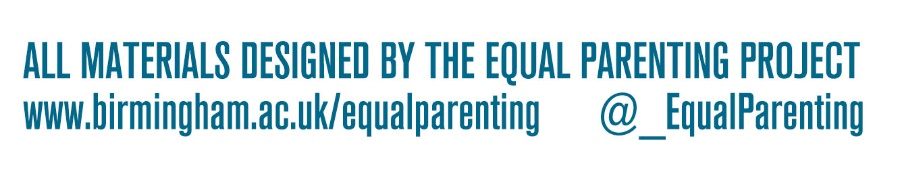 ALL MATERIALS DESIGNED BY THE EQUAL PARENTING PROJECT
www.birmingham.ac.uk/equalparenting @_EqualParenting